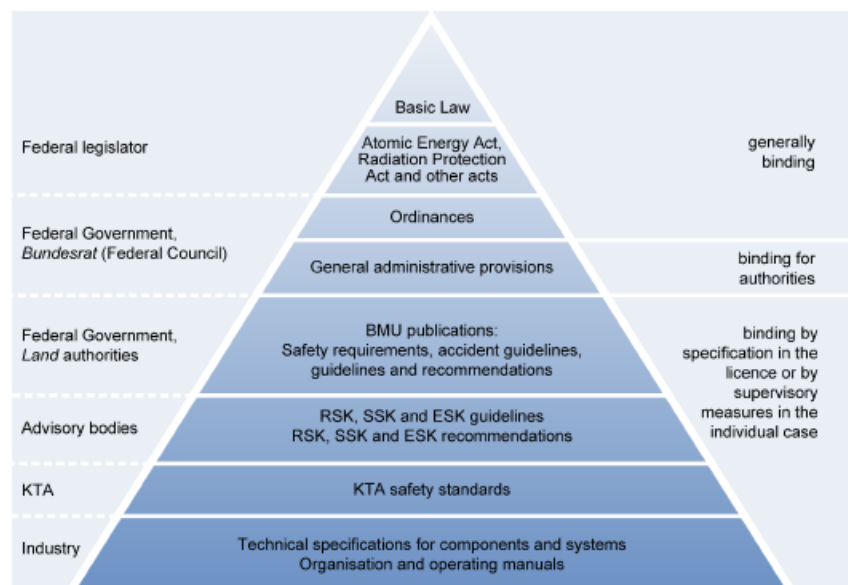 Basic Law
Federal legislator
Atomic Energy Act,
Radiation Protection
Act and other acts
generally
binding
Federal Government,
Bundesrat (Federal Council)
Ordinances
General administrative provisions
binding for
authorities
Federal Government,
Land authorities
BMU publications:
Safety requirements, accident guidelines,
guidelines and recommendations
binding by
specification in the
licence or by
supervisory
measures in the
individual case
Advisory bodies
RSK, SSK and ESK guidelines
RSK, SSK and ESK recommendations
KTA
KTA safety standards
Industry
Technical specifications for components and systems
Organisation and operating manuals